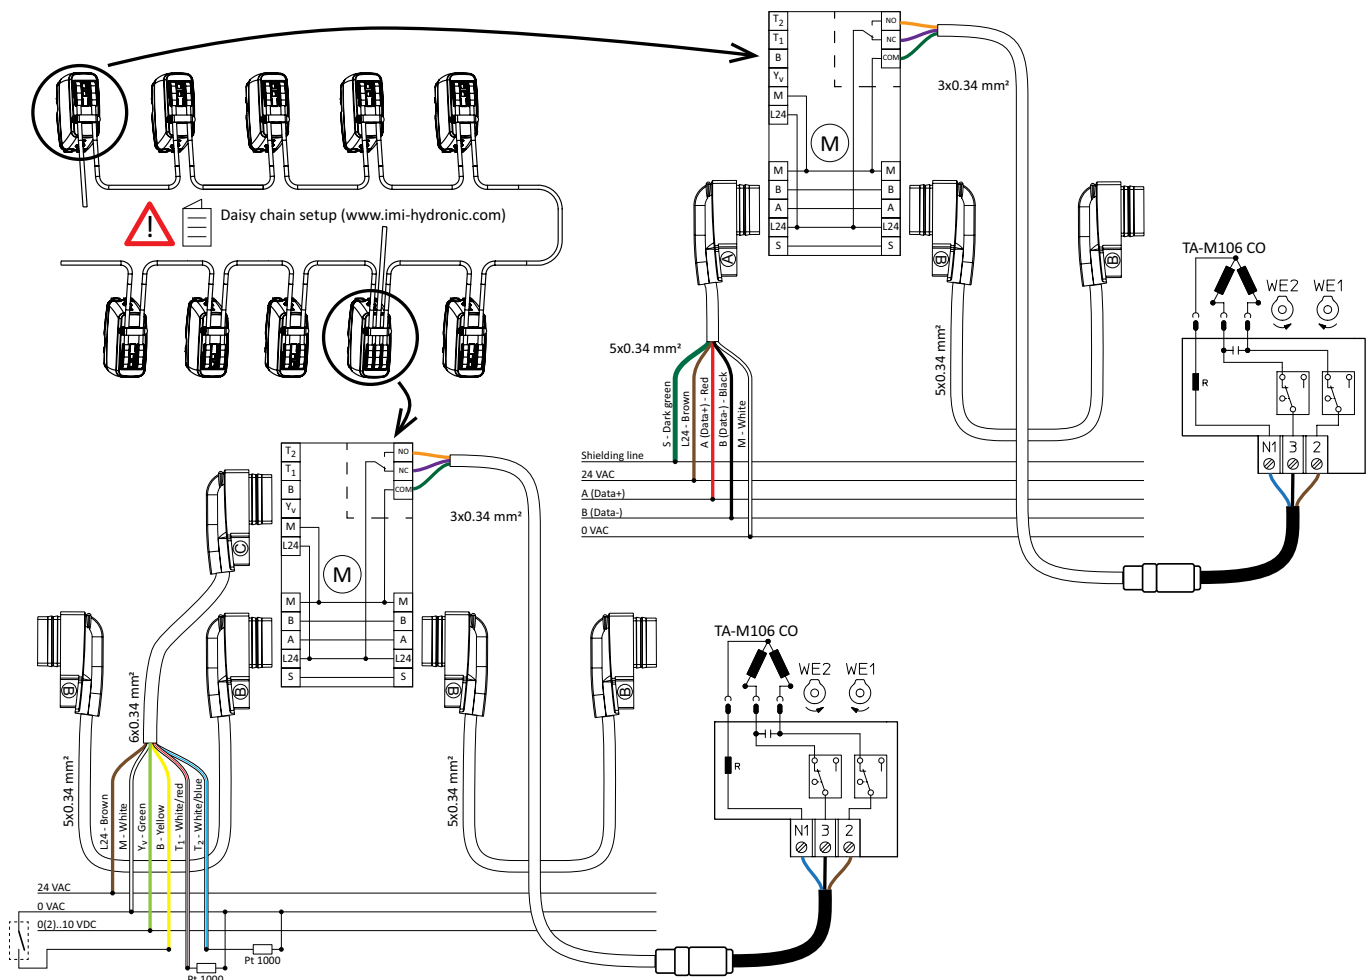 T2
T1
B
Yv
M
L24
NO
NC
COM
3x0.34 mm²
M
M
B
A
L24
S
M
B
A
L24
S
Daisy chain setup (www.imi-hydronic.com)
!
A
B
B
TA-M106 CO
WE2
WE1
R
N1
3
2
5x0.34 mm²
5x0.34 mm²
S - Dark green
L24 - Brown
A (Data+) - Red
B (Data-) - Black
M - White
Shielding line
24 VAC
A (Data+)
B (Data-)
0 VAC
T2
T1
B
Yv
M
L24
NO
NC
COM
3x0.34 mm²
M
M
B
A
L24
S
M
B
A
L24
S
C
B
B
B
B
TA-M106 CO
WE2
WE1
R
N1
3
2
6x0.34 mm²
5x0.34 mm²
5x0.34 mm²
L24 - Brown
M - White
Yv - Green
B - Yellow
T1 - White/red
T2 - White/blue
24 VAC
0 VAC
0(2)..10 VDC
Pt 1000
Pt 1000